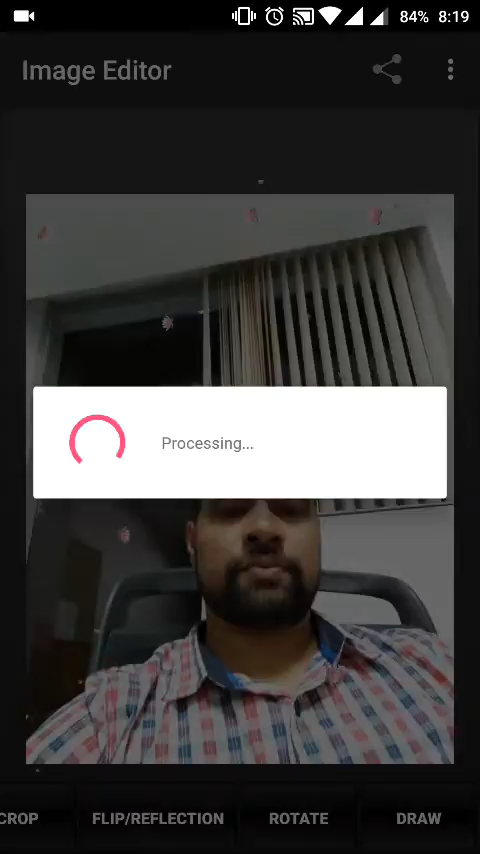 84% 8:19
Image Editor
Processing...
CROP FLIP/REFLECTION ROTATE DRAW